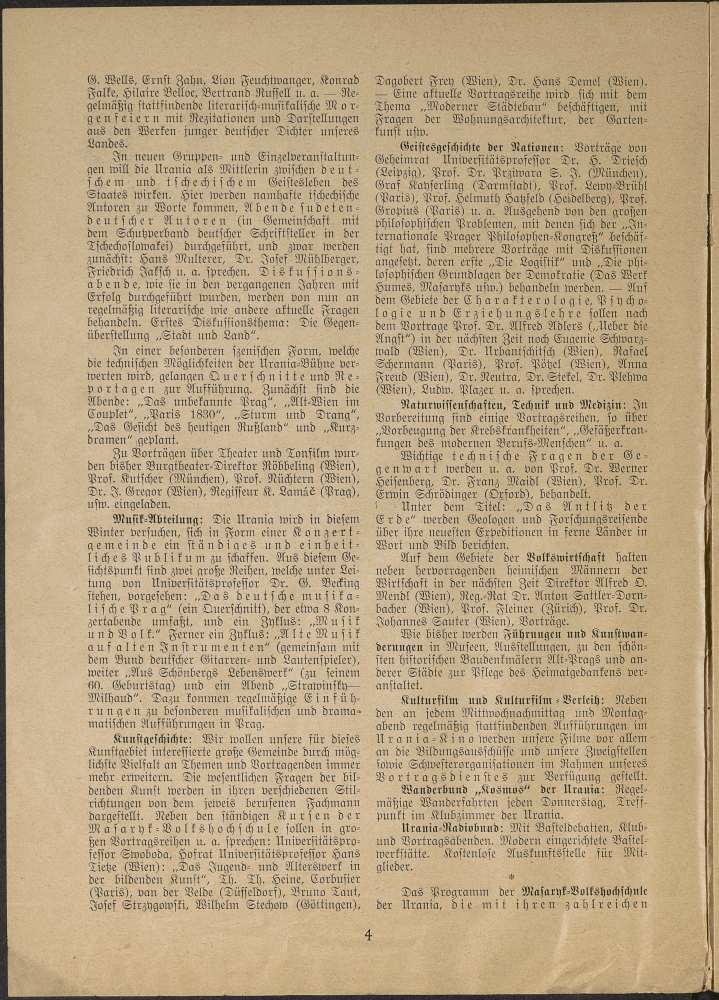 G. Wells, Ernst Zahn, Lion Feuchtwanger, Konrad
Falke, Hilaire Belloc, Bertrand Russell u. a. — Re-
gelmäßig stattfindende literarisch-musikalische Mor-
genfeiern mit Rezitationen und Darstellungen
aus den Werken junger deutscher Dichter unseres
Landes.
In neuen Gruppen- und Einzelveranstaltun-
gen will die Urania als Mittlerin zwischen deut-
schem und tschechischem Geistesleben des
Staates wirken. Hier werden namhafte tschechische
Autoren zu Worte kommen, Abende sudeten-
deutscher Autoren (in Gemeinschaft mit
dem Schutzverband deutscher Schriftsteller in der
Tschechoslowakei) durchgeführt, und zwar werden
zunächst: Hans Multerer, Dr. Josef Mühlberger,
Friedrich Jaksch u. a. sprechen. Diskussions-
abende, wie sie in den vergangenen Jahren mit
Erfolg durchgeführt wurden, werden von nun an
regelmäßig literarische wie andere aktuelle Fragen
behandeln. Erstes Diskussionsthema: Die Gegen-
überstellung „Stadt und Land“.
In einer besonderen szenischen Form, welche
die technischen Möglichkeiten der Urania-Bühne ver-
werten wird, gelangen Querschnitte und Re-
portagen zur Aufführung. Zunächst sind die
Abende: „Das unbekannte Prag“, „Alt-Wien im
Couplet“, „Paris 1830“, „Sturm und Drang“,
„Das Gesicht des heutigen Rußland“ und „Kurz-
dramen“ geplant.
Zu Vorträgen über Theater und Tonfilm wur-
den bisher Burgtheater-Direktor Röbbeling (Wien),
Prof. Kutscher (München), Prof. Nüchtern (Wien),
Dr. J. Gregor (Wien), Regisseur K. Lamáč (Prag),
usw. eingeladen.
Musik-Abteilung: Die Urania wird in diesem
Winter versuchen, sich in Form einer Konzert-
gemeinde ein ständiges und einheit-
liches Publikum zu schaffen. Aus diesem Ge-
sichtspunkt sind zwei große Reihen, welche unter Lei-
tung von Universitätsprofessor Dr. G. Becking
stehen, vorgesehen: „Das deutsche musika-
lische Prag“ (ein Querschnitt), der etwa 8 Kon-
zertabende umfaßt, und ein Zyklus: „Musik
und Volk.“ Ferner ein Zyklus: „Alte Musik
auf alten Instrumenten“ (gemeinsam mit
dem Bund deutscher Gitarren- und Lautenspieler),
weiter „Aus Schönbergs Lebenswerk“ (zu seinem
60. Geburtstag) und ein Abend „Strawinsky—
Milhaud“. Dazu kommen regelmäßige Einfüh-
rungen zu besonderen musikalischen und drama-
matischen Aufführungen in Prag.
Kunstgeschichte: Wir wollen unsere für dieses
Kunstgebiet interessierte große Gemeinde durch mög-
lichste Vielfalt an Themen und Vortragenden immer
mehr erweitern. Die wesentlichen Fragen der bil-
denden Kunst werden in ihren verschiedenen Stil-
richtungen von dem jeweis berufenen Fachmann
dargestellt. Neben den ständigen Kursen der
Masaryk-Volkshochschule sollen in gro-
ßen Vortragsreihen u. a. sprechen: Universitätspro-
fessor Swoboda, Hofrat Universitätsprofessor Hans
Tietze (Wien): „Das Jugend- und Alterswerk in
der bildenden Kunst“, Th. Th. Heine, Corbusier
(Paris), van der Velde (Düsseldorf), Bruno Taut,
Josef Strzygowski, Wilhelm Stechow (Göttingen),
Dagobert Frey (Wien), Dr. Hans Demel (Wien).
— Eine aktuelle Vortragsreihe wird sich mit dem
Thema „Moderner Städtebau“ beschäftigen, mit
Fragen der Wohnungsarchitektur, der Garten-
kunst usw.
Geistesgeschichte der Nationen: Vorträge von
Geheimrat Universitätsprofessor Dr. H. Driesch
(Leipzig), Prof. Dr. Prziwara S. J. (München),
Graf Kayserling (Darmstadt), Prof. Lewy-Brühl
(Paris), Prof. Helmuth Hatzfeld (Heidelberg), Prof.
Gropius (Paris) u. a. Ausgehend von den großen
philosophischen Problemen, mit denen sich der „In-
ternationale Prager Philosophen-Kongreß“ beschäf-
tigt hat, sind mehrere Vorträge mit Diskussionen
angesetzt, deren erste „Die Logistik“ und „Die phi-
losophischen Grundlagen der Demokratie (Das Werk
Humes, Masaryks usw.) behandeln werden. — Auf
dem Gebiete der Charakterologie, Psycho-
logie und Erziehungslehre sollen nach
dem Vortrage Prof. Dr. Alfred Adlers („Ueber die
Angst“) in der nächsten Zeit noch Eugenie Schwarz-
wald (Wien), Dr. Urbantschitsch (Wien), Rafael
Schermann (Paris), Prof. Pötzel (Wien), Anna
Freud (Wien), Dr. Neutra, Dr. Stekel, Dr. Plehwa
(Wien), Ludw. Plazer u. a. sprechen.
Naturwissenschaften, Technik und Medizin: In
Vorbereitung sind einige Vortragsreihen, so über
„Vorbeugung der Krebskrankheiten“, „Gefäßerkran-
kungen des modernen Berufs-Menschen“ u. a.
Wichtige technische Fragen der Ge-
genwart werden u. a. von Prof. Dr. Werner
Heisenberg, Dr. Franz Maidl (Wien), Prof. Dr.
Erwin Schrödinger (Oxford), behandelt.
Unter dem Titel: „Das Antlitz der
Erde“ werden Geologen und Forschungsreisende
über ihre neuesten Expeditionen in ferne Länder in
Wort und Bild berichten.
Auf dem Gebiete der Volkswirtschaft halten
neben hervorragenden heimischen Männern der
Wirtschaft in der nächsten Zeit Direktor Alfred O.
Mendl (Wien), Reg.-Rat Dr. Anton Sattler-Dorn-
bacher (Wien), Prof. Fleiner (Zürich), Prof. Dr.
Johannes Sauter (Wien), Vorträge.
Wie bisher werden Führungen und Kunstwan-
derungen in Museen, Ausstellungen, zu den schön-
sten historischen Baudenkmälern Alt-Prags und an-
derer Städte zur Pflege des Heimatgedankens ver-
anstaltet.
Kulturfilm und Kulturfilm-Verleih: Neben
den an jedem Mittwochnachmittag und Montag-
abend regelmäßig stattfindenden Aufführungen im
Urania-Kino werden unsere Filme vor allem
an die Bildungsausschüsse und unsere Zweigstellen
sowie Schwesterorganisationen im Rahmen unseres
Vortragsdienstes zur Verfügung gestellt.
Wanderbund „Kosmos“ der Urania: Regel-
mäßige Wanderfahrten jeden Donnerstag. Treff-
punkt im Klubzimmer der Urania.
Urania-Radiobund: Mit Basteldebatten, Klub-
und Vortragsabenden. Modern eingerichtete Bastel-
werkstätte. Kostenlose Auskunftsstelle für Mit-
glieder.
*
Das Programm der Masaryk-Volkshochschule
der Urania, die mit ihren zahlreichen
4